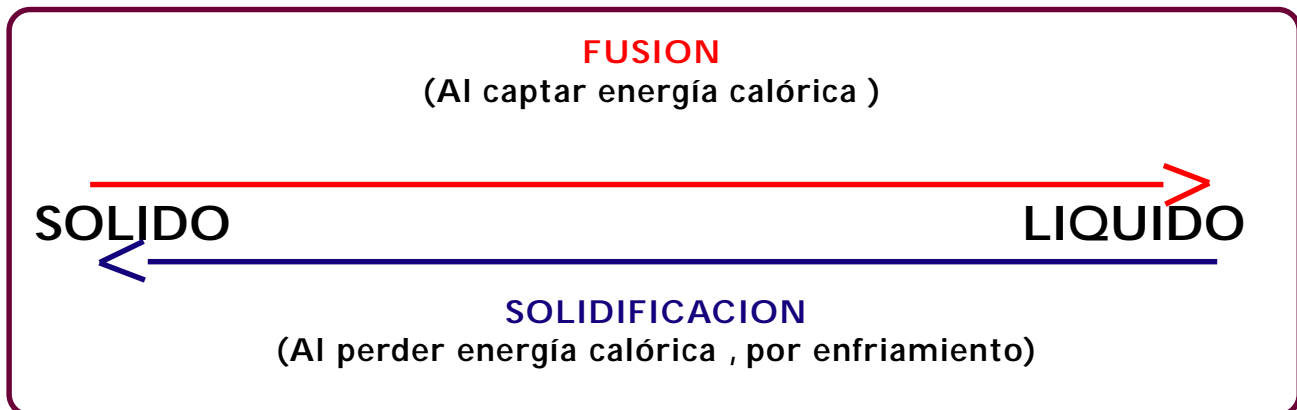 FUSION
(Al captar energía calórica )
SOLIDO
LIQUIDO
SOLIDIFICACION
(Al perder energía calórica , por enfriamiento)